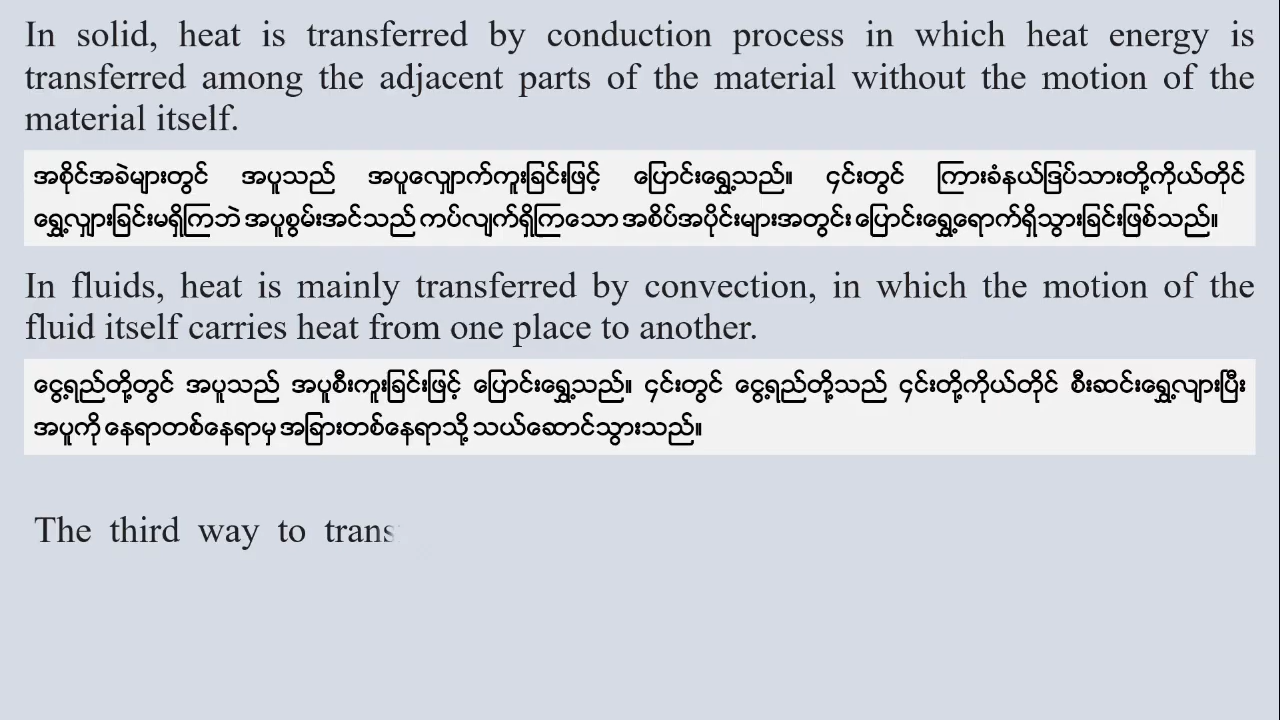 In solid, heat is transferred by conduction process in which heat energy is
transferred among the adjacent parts of the material without the motion of the
material itself.
အစိုင်အခဲများတွင် အပူသည် အပူလျှောက်ကူးခြင်းဖြင့် ပြောင်းရွှေ့သည်။ ၄င်းတွင် ကြားခံနယ်ဒြပ်သားတို့ကိုယ်တိုင်
ရွှေ့လျှားခြင်းမရှိကြဘဲ အပူစွမ်းအင်သည် ကပ်လျက်ရှိကြသော အစိပ်အပိုင်းများအတွင်း ပြောင်းရွှေ့ရောက်ရှိသွားခြင်းဖြစ်သည်။
In fluids, heat is mainly transferred by convection, in which the motion of the
fluid itself carries heat from one place to another.
ငွေ့ရည်တို့တွင် အပူသည် အပူစီးကူးခြင်းဖြင့် ပြောင်းရွှေ့သည်။ ၄င်းတွင် ငွေ့ရည်တို့သည် ၄င်းတို့ကိုယ်တိုင် စီးဆင်းရွှေ့လျားပြီး
အပူကို နေရာတစ်နေရာမှ အခြားတစ်နေရာသို့ သယ်ဆောင်သွားသည်။
The third way to trans